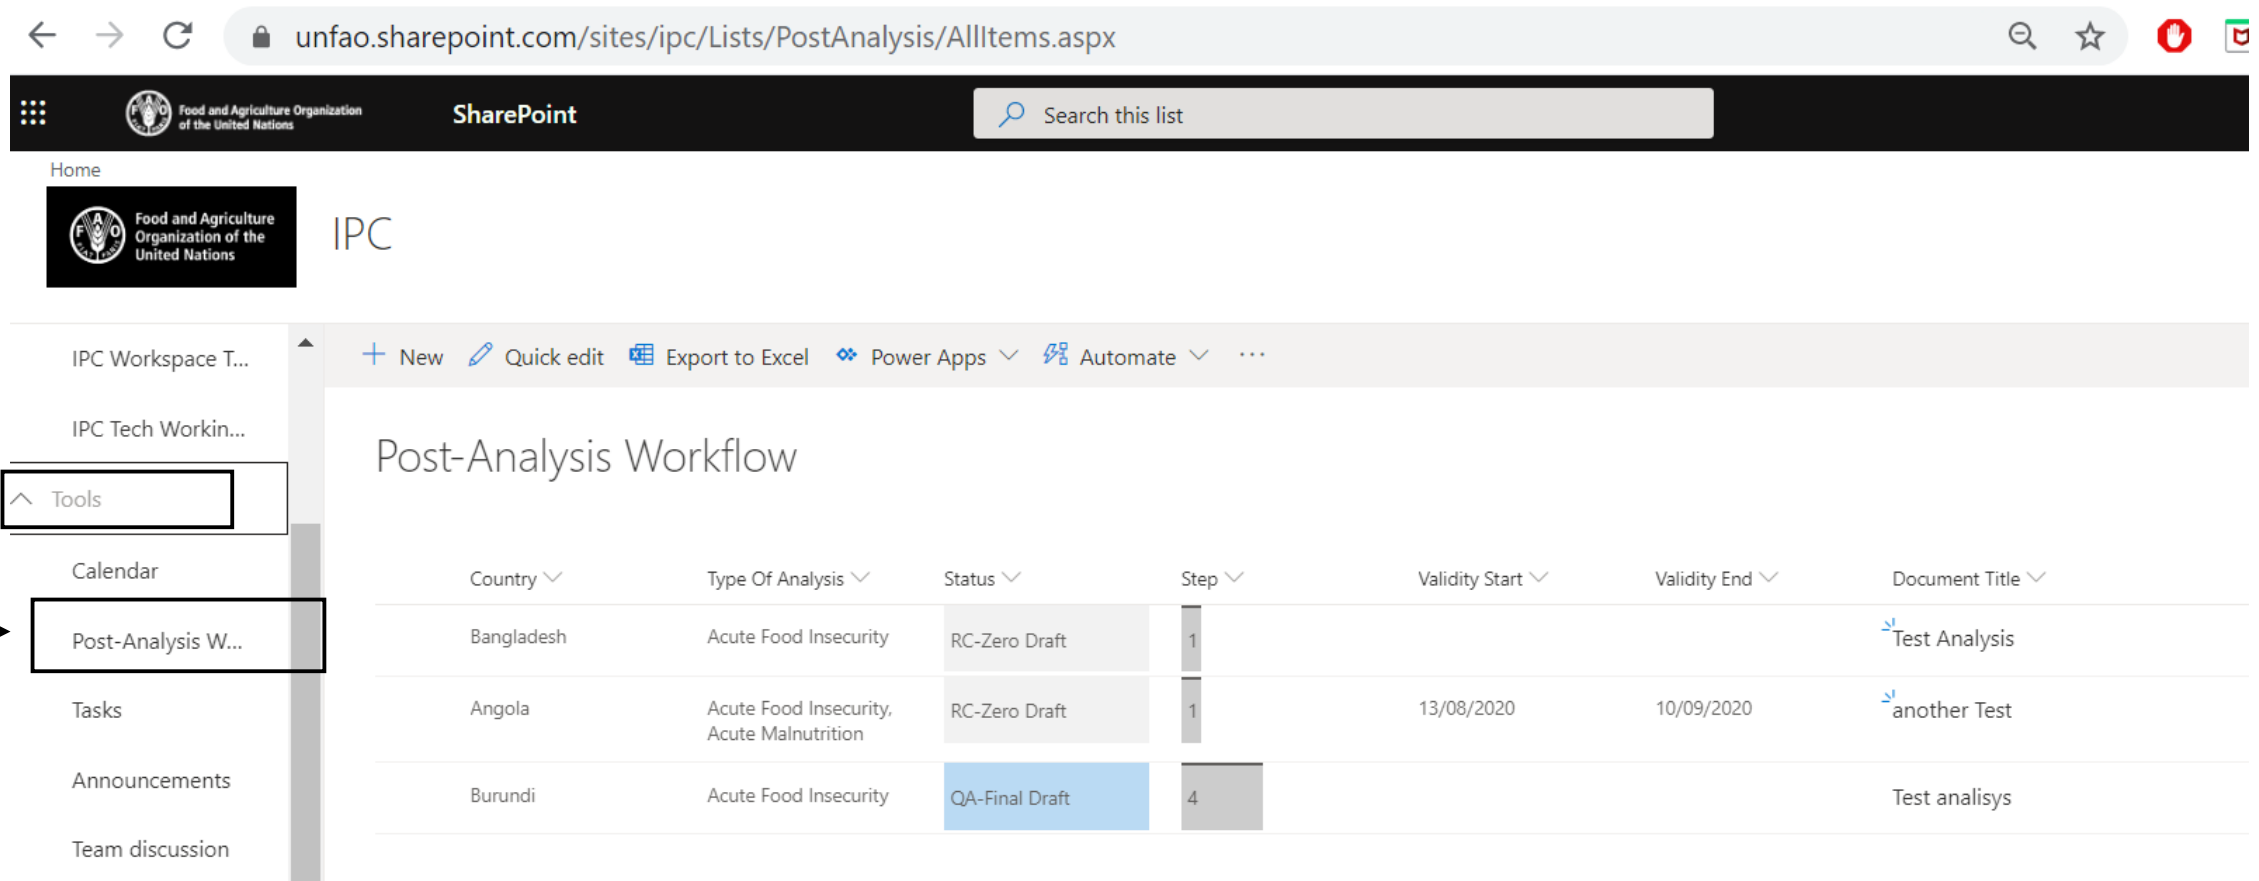 unfao.sharepoint.com/sites/ipc/Lists/PostAnalysis/AllItems.aspx
Food and Agriculture Organization
of the United Nations
SharePoint
Search this list
Home
Food and Agriculture
Organization of the
United Nations
IPC
IPC Workspace T...
IPC Tech Workin...
Tools
Calendar
Post-Analysis W...
Tasks
Announcements
Team discussion
New Quick edit Export to Excel Power Apps Automate ...
Post-Analysis Workflow
Country Type Of Analysis Status Step Validity Start Validity End Document Title
Bangladesh Acute Food Insecurity RC-Zero Draft 1 Test Analysis
Angola Acute Food Insecurity, RC-Zero Draft 1 13/08/2020 10/09/2020 another Test
Acute Malnutrition
Burundi Acute Food Insecurity QA-Final Draft 4 Test analisys